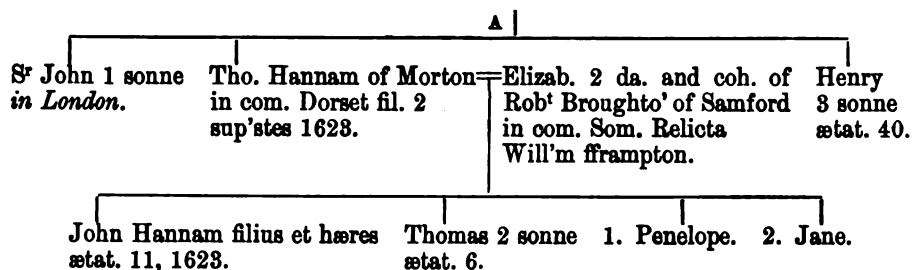 A
Sʳ John 1 sonne
in London.
Tho. Hannam of Morton
in com. Dorset fil. 2
sup'stes 1623.
Elizab. 2 da. and coh. of
Robᵗ Broughto' of Samford
in com. Som. Relicta
Will'm fframpton.
Henry
3 sonne
ætat. 40.
John Hannam filius et hæres
ætat. 11, 1623.
Thomas 2 sonne
ætat. 6.
1. Penelope.
2. Jane.